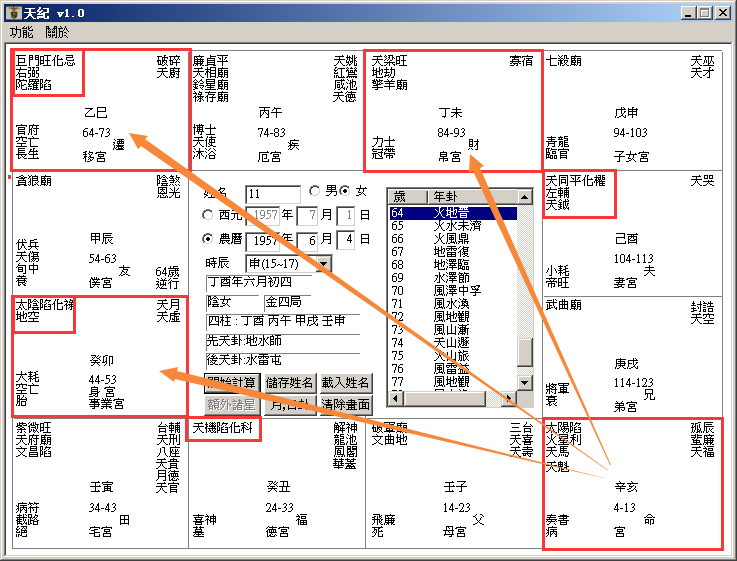 天紀 v1.0
功能 關於
巨門旺化忌 破碎
右弼 天廚
陀羅陷
乙巳
官府 64-73
空亡 遷
長生 移宮
廉貞平 天姚
天相廟 紅鸞
鈴星廟 咸池
祿存廟 天德
丙午
博士 74-83
天使 疾
沐浴 厄宮
天梁旺 寡宿
地劫
擎羊廟
丁未
84-93
力士 財
冠帶 帛宮
七殺廟 天巫
天才
戊申
94-103
青龍
臨官 子女宮
貪狼廟 陰煞
恩光
甲辰
伏兵 54-63
天傷
旬中 友 64歲
養 僕宮 逆行
姓名 11 男 女
西元 1957 年 7 月 1 日
農曆 1957 年 6 月 4 日
時辰 申(15~17)
丁酉年六月初四
陰女 金四局
四柱 : 丁酉 丙午 甲戌 壬申
先天卦:地水師
後天卦:水雷屯
開始計算 儲存姓名 載入姓名
額外諸星 月,日卦 清除畫面
歲 年卦
64 火地晉
65 火水未濟
66 火風鼎
67 地雷復
68 地澤臨
69 水澤節
70 風澤中孚
71 風水渙
72 風地觀
73 風山漸
74 天山遯
75 火山旅
76 風雷益
77 風地觀
天同平化權 天哭
左輔
天鉞
己酉
104-113
小耗 夫
帝旺 妻宮
太陰陷化祿 天月
地空 天虛
癸卯
大耗 44-53
空亡 身宮
胎 事業宮
武曲廟 封誥
天空
庚戌
114-123
將軍 兄
衰 弟宮
紫微旺 台輔
天府廟 天刑
文昌陷 八座
天貴
月德
天官
壬寅
病符 34-43
截路 田
絕 宅宮
天機陷化科 解神
龍池
鳳閣
華蓋
癸丑
24-33
喜神 福
墓 德宮
破軍廟 三台
文曲地 天喜
天壽
壬子
14-23
飛廉 父
死 母宮
太陽陷 孤辰
火星利 蜚廉
天馬 天福
天魁
辛亥
4-13
奏書 命
病 宮